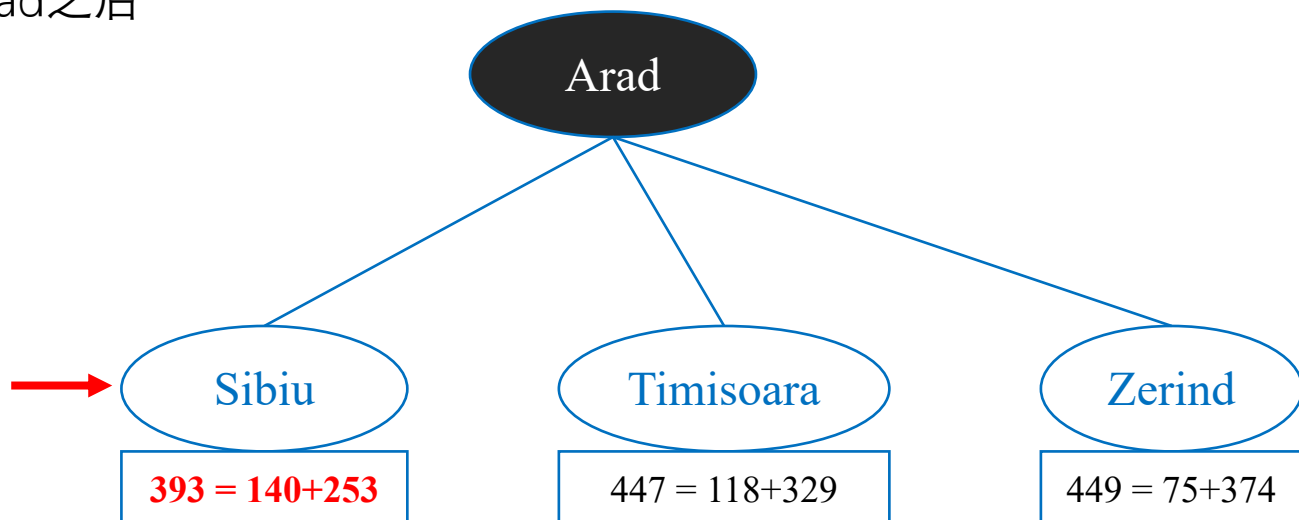 ad之后
Arad
Sibiu
Timisoara
Zerind
393 = 140+253
447 = 118+329
449 = 75+374